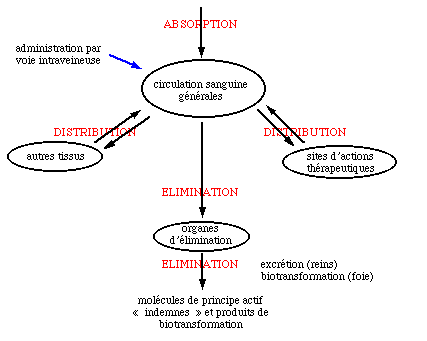 ABSORPTION
administration par
voie intraveineuse
circulation sanguine
générales
DISTRIBUTION
DISTRIBUTION
autres tissus
sites d'actions
thérapeutiques
ELIMINATION
organes
d'élimination
ELIMINATION
excrétion (reins)
biotransformation (foie)
molécules de principe actif
« indemnes » et produits de
biotransformation